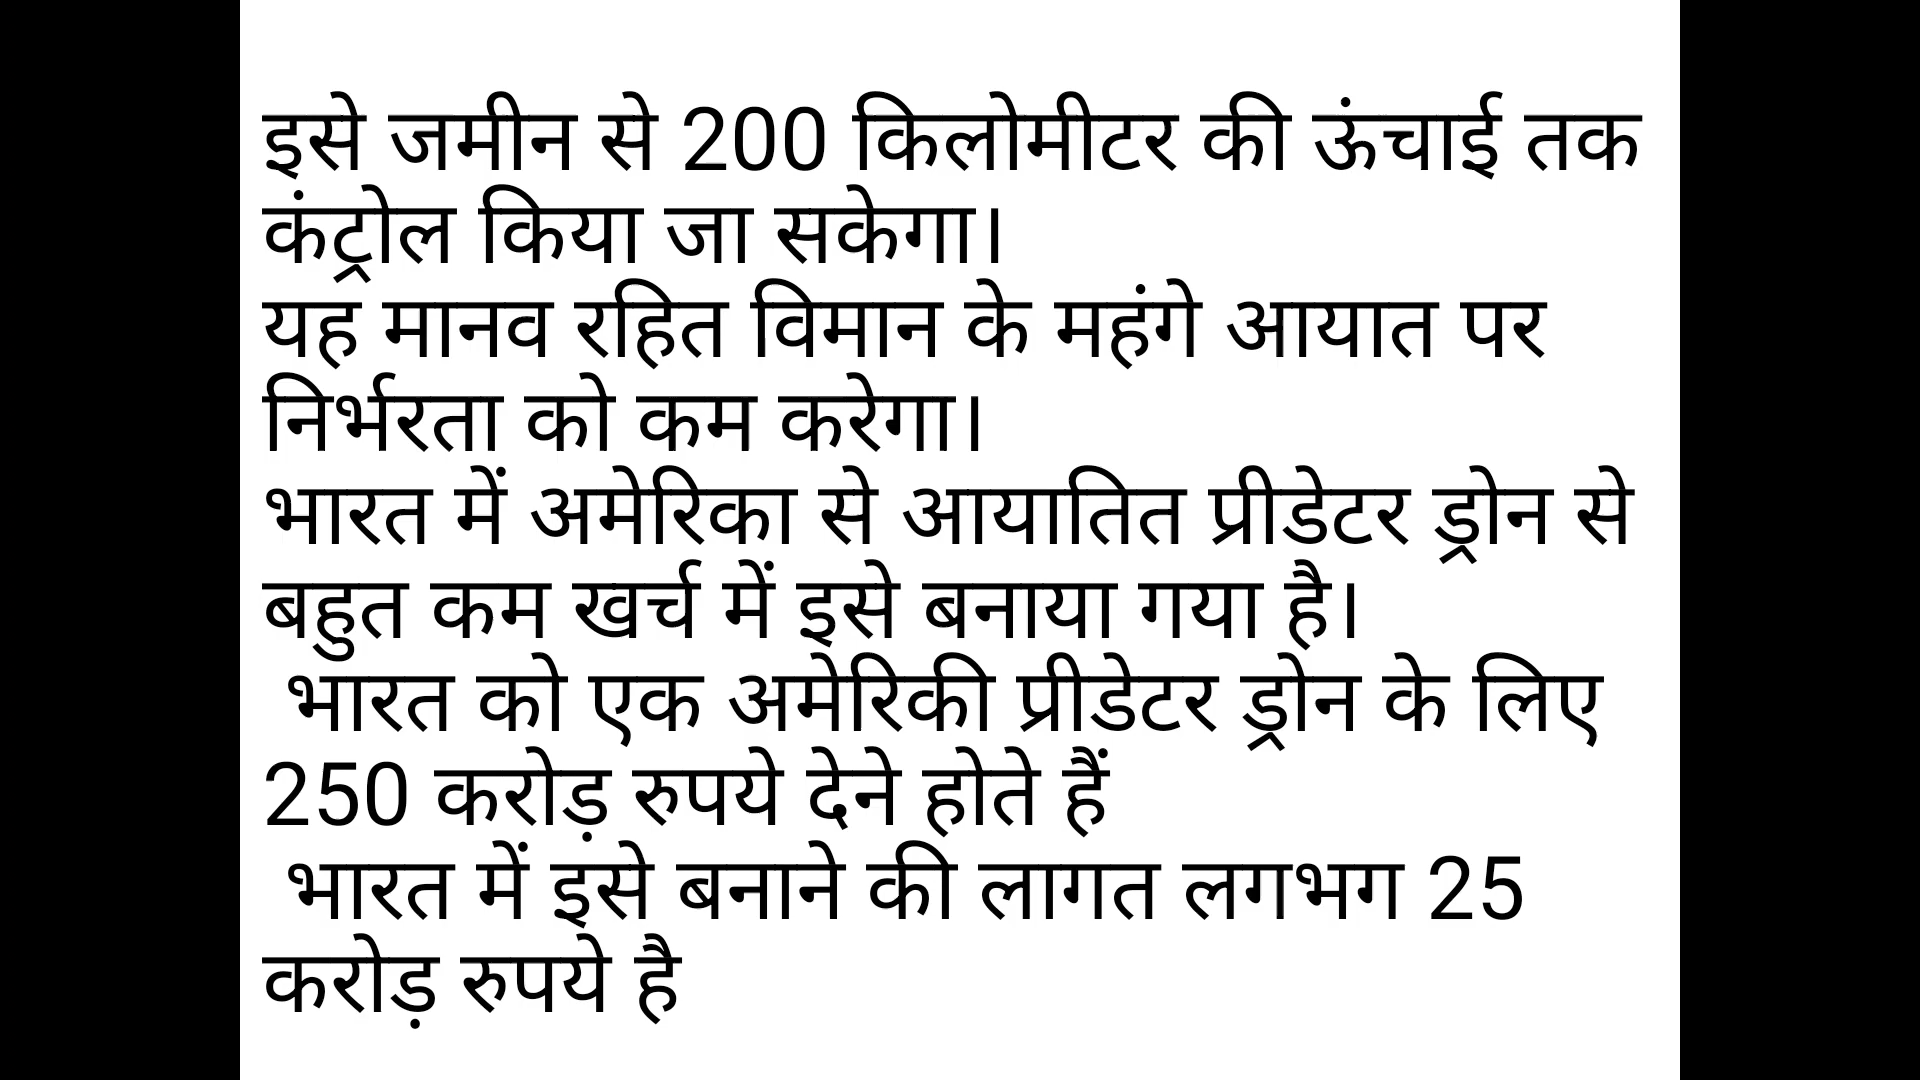 इसे जमीन से 200 किलोमीटर की ऊंचाई तक
कंट्रोल किया जा सकेगा।
यह मानव रहित विमान के महंगे आयात पर
निर्भरता को कम करेगा।
भारत में अमेरिका से आयातित प्रीडेटर ड्रोन से
बहुत कम खर्च में इसे बनाया गया है।
भारत को एक अमेरिकी प्रीडेटर ड्रोन के लिए
250 करोड़ रुपये देने होते हैं
भारत में इसे बनाने की लागत लगभग 25
करोड़ रुपये है